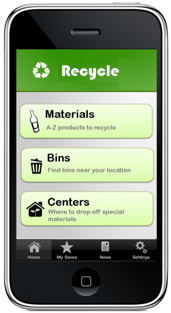 Recycle
Materials
A-Z products to recycle
Bins
Find bins near your location
Centers
Where to drop-off special
materials
Home
My Saves
News
Settings